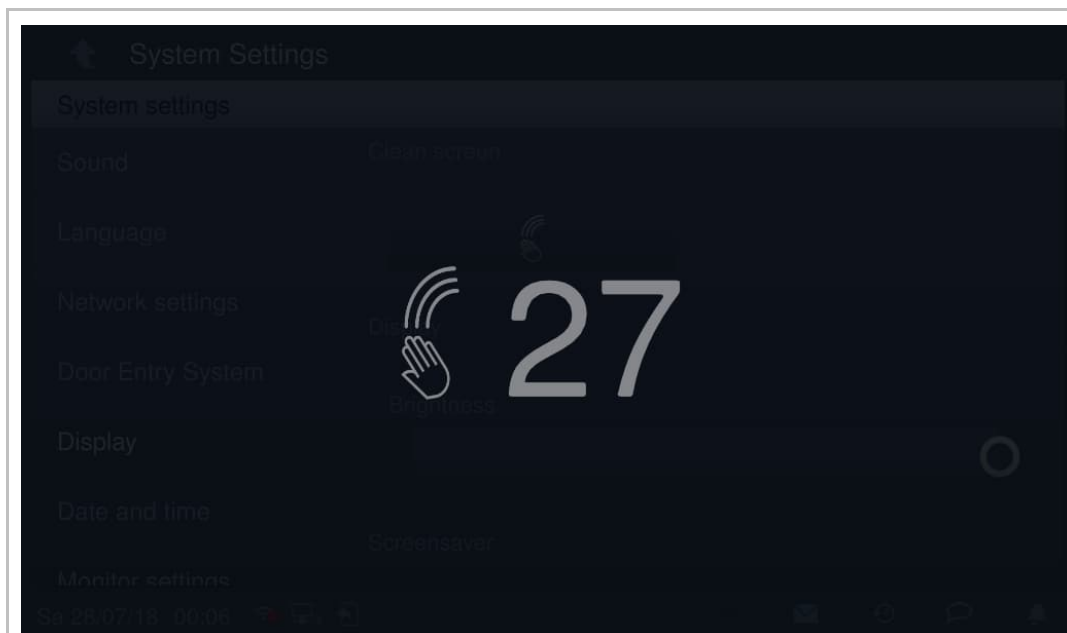 System Settings
System settings
Sound
Clean screen
Language
27
Network settings
Display
Door Entry System
Brightness
Display
Date and time
Screensaver
Monitor settings
Sa 28/07/18 00:06